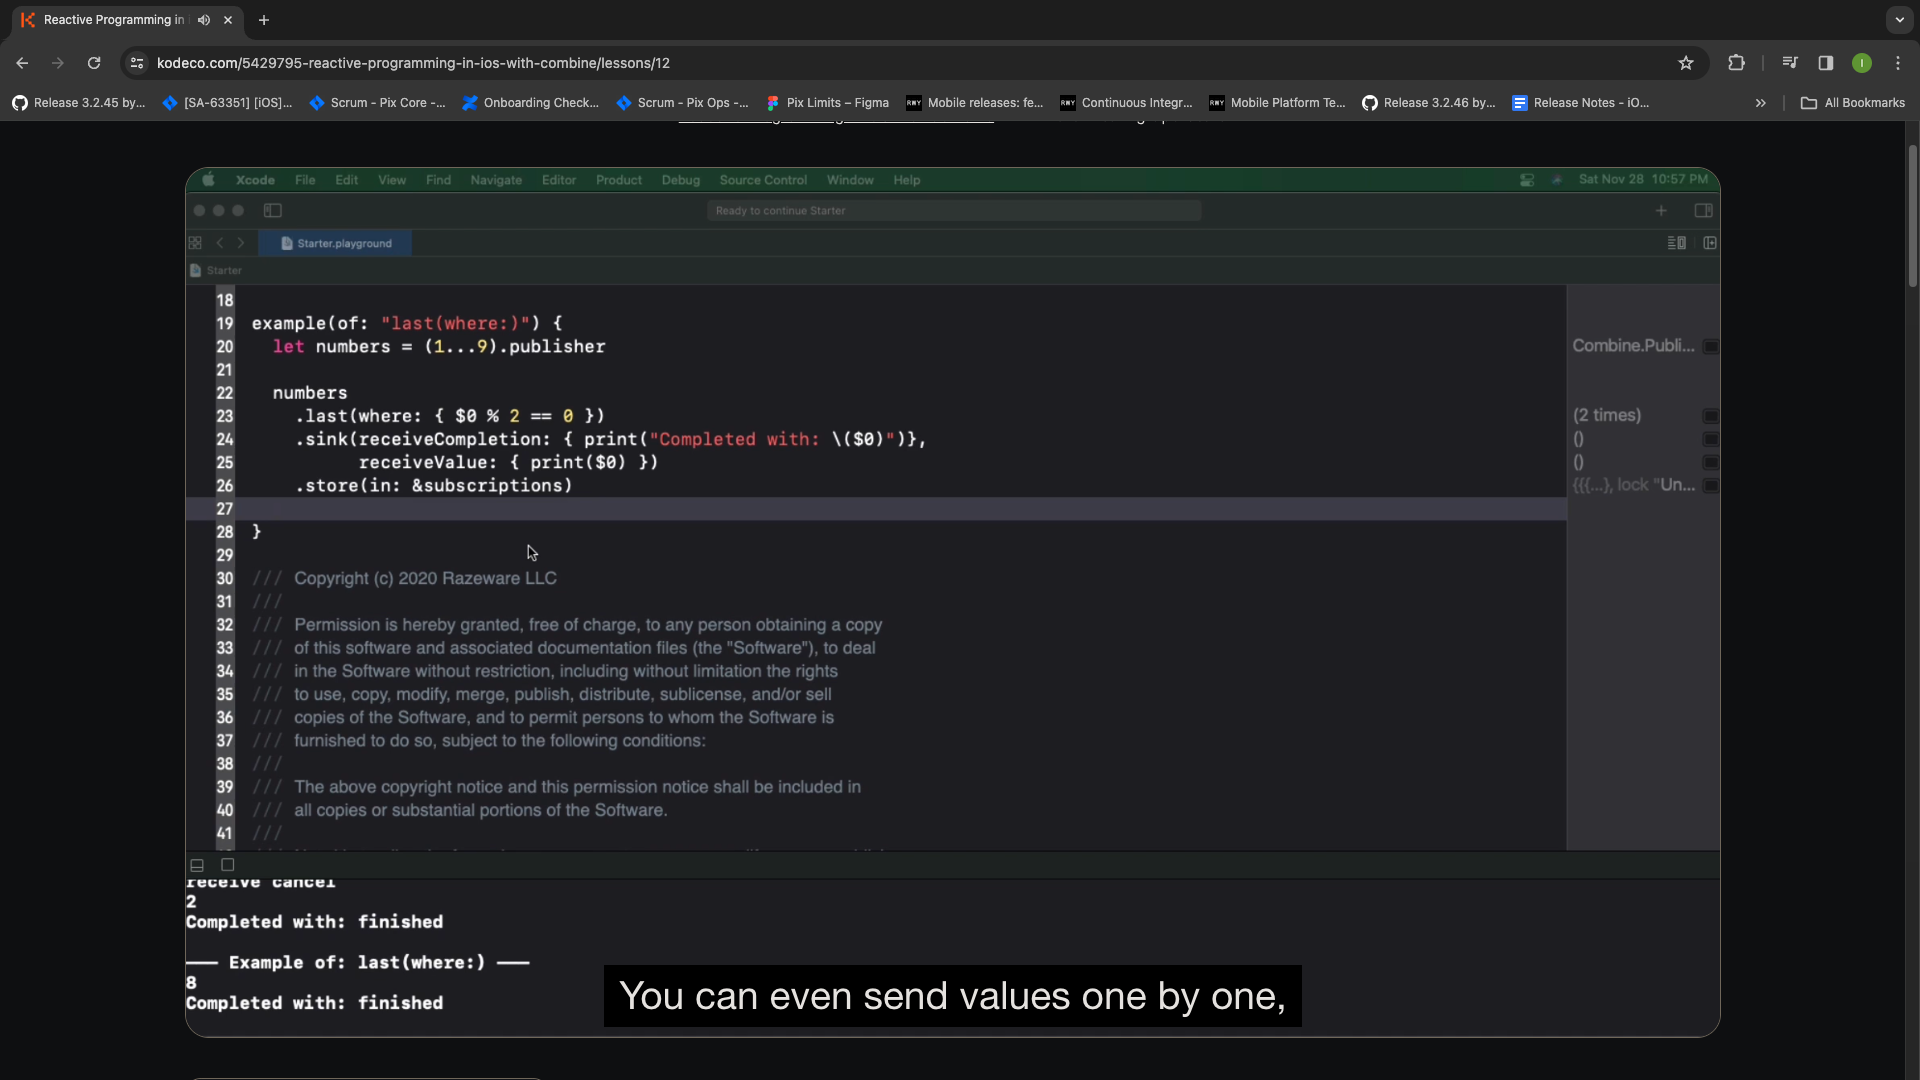 Reactive Programming in
kodeco.com/5429795-reactive-programming-in-ios-with-combine/lessons/12
Release 3.2.45 by...
[SA-63351] [iOS]...
Scrum - Pix Core -...
Onboarding Check...
Scrum - Pix Ops -...
Pix Limits – Figma
Mobile releases: fe...
Continuous Integr...
Mobile Platform Te...
Release 3.2.46 by...
Release Notes - iO...
All Bookmarks
Xcode File Edit View Find Navigate Editor Product Debug Source Control Window Help
Sat Nov 28 10:57 PM
Ready to continue Starter
Starter.playground
Starter
18
19 example(of: "last(where:)") {
20 let numbers = (1...9).publisher
Combine.Publi...
21
22 numbers
23 .last(where: { $0 % 2 == 0 })
(2 times)
24 .sink(receiveCompletion: { print("Completed with: \($0)")},
()
25 receiveValue: { print($0) })
()
26 .store(in: &subscriptions)
{{{...}, lock "Un...
27
28 }
29
30 /// Copyright (c) 2020 Razeware LLC
31 ///
32 /// Permission is hereby granted, free of charge, to any person obtaining a copy
33 /// of this software and associated documentation files (the "Software"), to deal
34 /// in the Software without restriction, including without limitation the rights
35 /// to use, copy, modify, merge, publish, distribute, sublicense, and/or sell
36 /// copies of the Software, and to permit persons to whom the Software is
37 /// furnished to do so, subject to the following conditions:
38 ///
39 /// The above copyright notice and this permission notice shall be included in
40 /// all copies or substantial portions of the Software.
41 ///
receive cancel
2
Completed with: finished
—— Example of: last(where:) ——
8
Completed with: finished
You can even send values one by one,